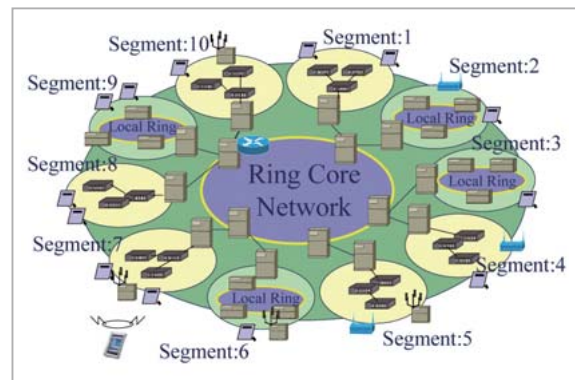 Segment:10
Segment:1
Segment:9
Segment:2
Local Ring
Local Ring
Segment:3
Segment:8
Ring Core
Network
Local Ring
Segment:7
Segment:4
Local Ring
Segment:5
Segment:6